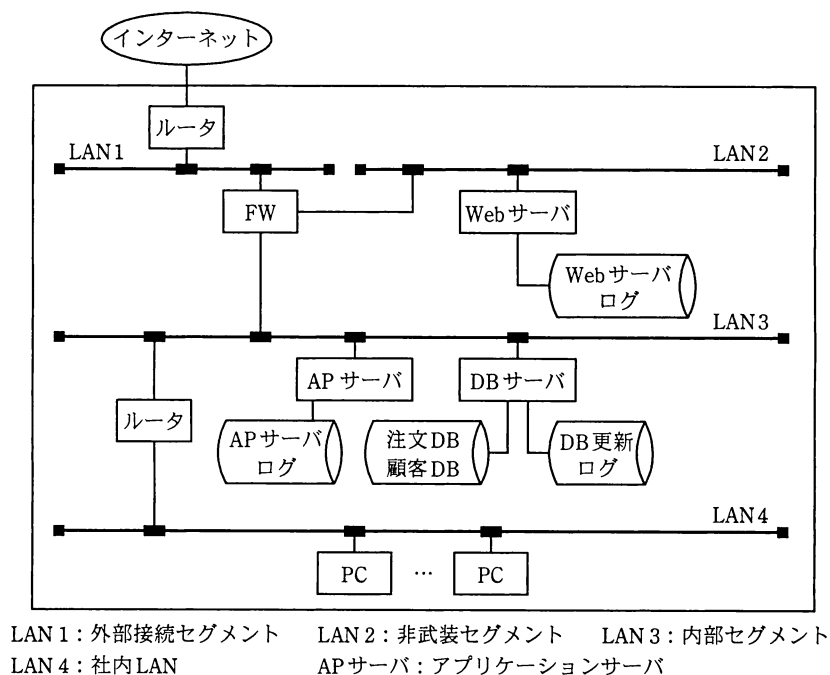 インターネット
ルータ
LAN1
LAN2
FW
Webサーバ
Webサーバ
ログ
LAN3
APサーバ
DBサーバ
ルータ
APサーバ
ログ
注文DB
顧客DB
DB更新
ログ
LAN4
PC … PC
LAN1：外部接続セグメント LAN2：非武装セグメント LAN3：内部セグメント
LAN4：社内LAN APサーバ：アプリケーションサーバ